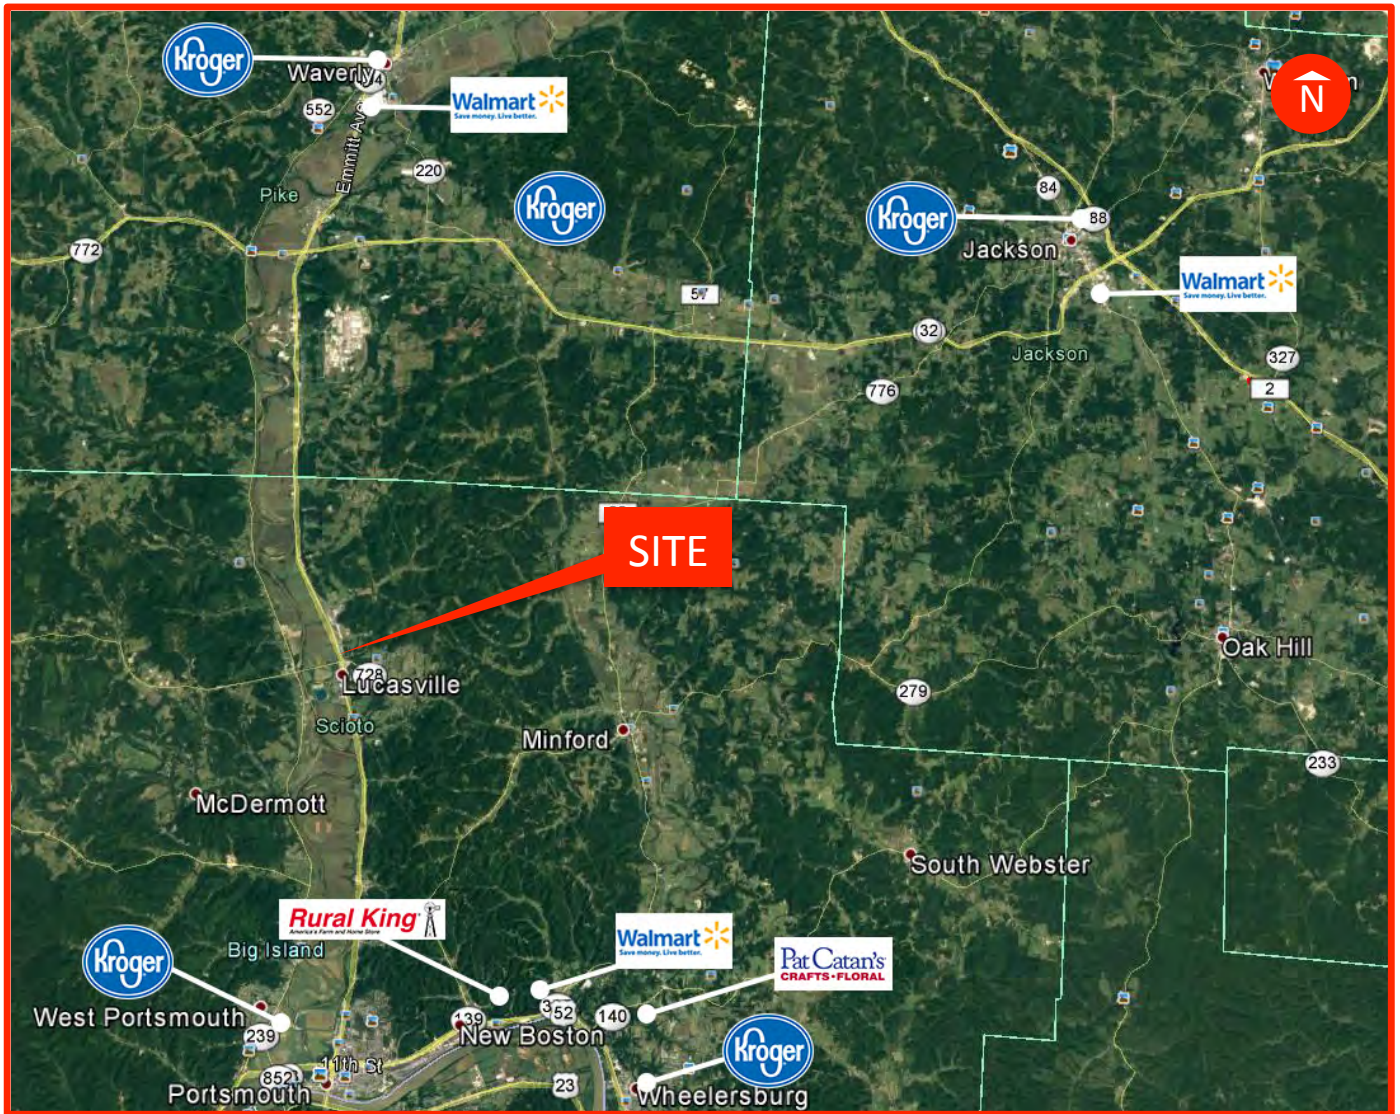 Kroger
Waverly
Walmart
Save money. Live better.
552
Emmitt Ave
220
Pike
Kroger
84
Kroger
88
Jackson
N
772
Walmart
Save money. Live better.
57
32
Jackson
327
2
776
SITE
728
Lucasville
Scioto
Oak Hill
279
Minford
233
McDermott
South Webster
Rural King
America's Farm and Home Store
Walmart
Save money. Live better.
Pat Catan's
CRAFTS•FLORAL
Kroger
Big Island
West Portsmouth
239
139
52
140
New Boston
Kroger
11th St
852
23
Portsmouth
Wheelersburg